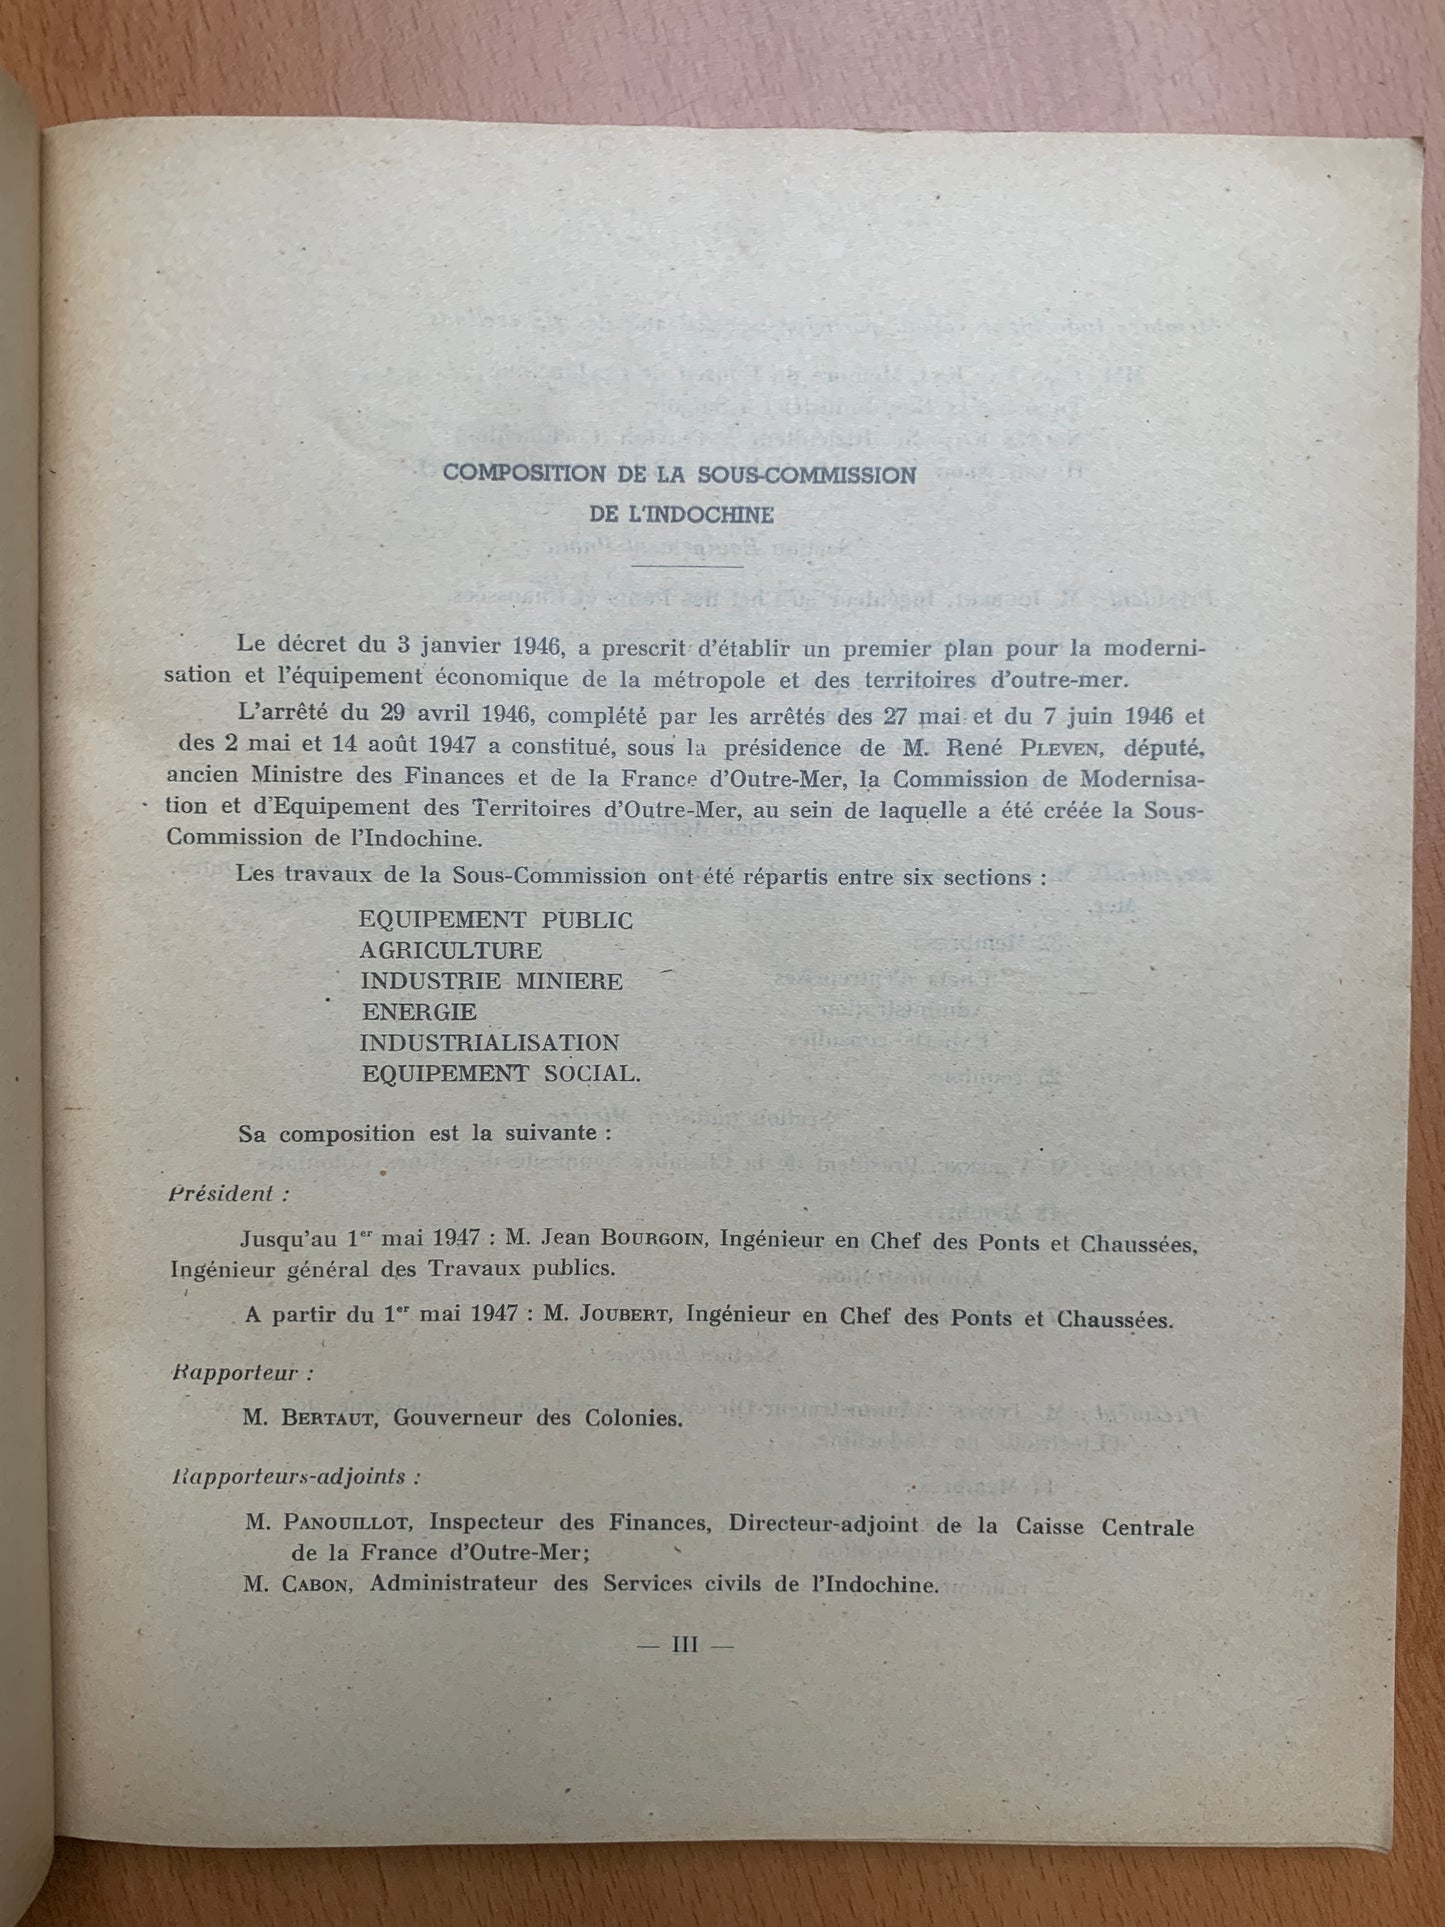 COMPOSITION DE LA SOUS-COMMISSION
DE L'INDOCHINE
Le décret du 3 janvier 1946, a prescrit d'établir un premier plan pour la moderni-
sation et l'équipement économique de la métropole et des territoires d'outre-mer.
L'arrêté du 29 avril 1946, complété par les arrêtés des 27 mai et du 7 juin 1946 et
des 2 mai et 14 août 1947 a constitué, sous la présidence de M. René PLEVEN, député,
ancien Ministre des Finances et de la France d'Outre-Mer, la Commission de Modernisa-
tion et d'Equipement des Territoires d'Outre-Mer, au sein de laquelle a été créée la Sous-
Commission de l'Indochine.
Les travaux de la Sous-Commission ont été répartis entre six sections :
EQUIPEMENT PUBLIC
AGRICULTURE
INDUSTRIE MINIERE
ENERGIE
INDUSTRIALISATION
EQUIPEMENT SOCIAL.
Sa composition est la suivante :
Président :
Jusqu'au 1er mai 1947 : M. Jean BOURGOIN, Ingénieur en Chef des Ponts et Chaussées,
Ingénieur général des Travaux publics.
A partir du 1er mai 1947 : M. JOUBERT, Ingénieur en Chef des Ponts et Chaussées.
Rapporteur :
M. BERTAUT, Gouverneur des Colonies.
Rapporteurs-adjoints :
M. PANOUILLOT, Inspecteur des Finances, Directeur-adjoint de la Caisse Centrale
de la France d'Outre-Mer;
M. CABON, Administrateur des Services civils de l'Indochine.
— III —